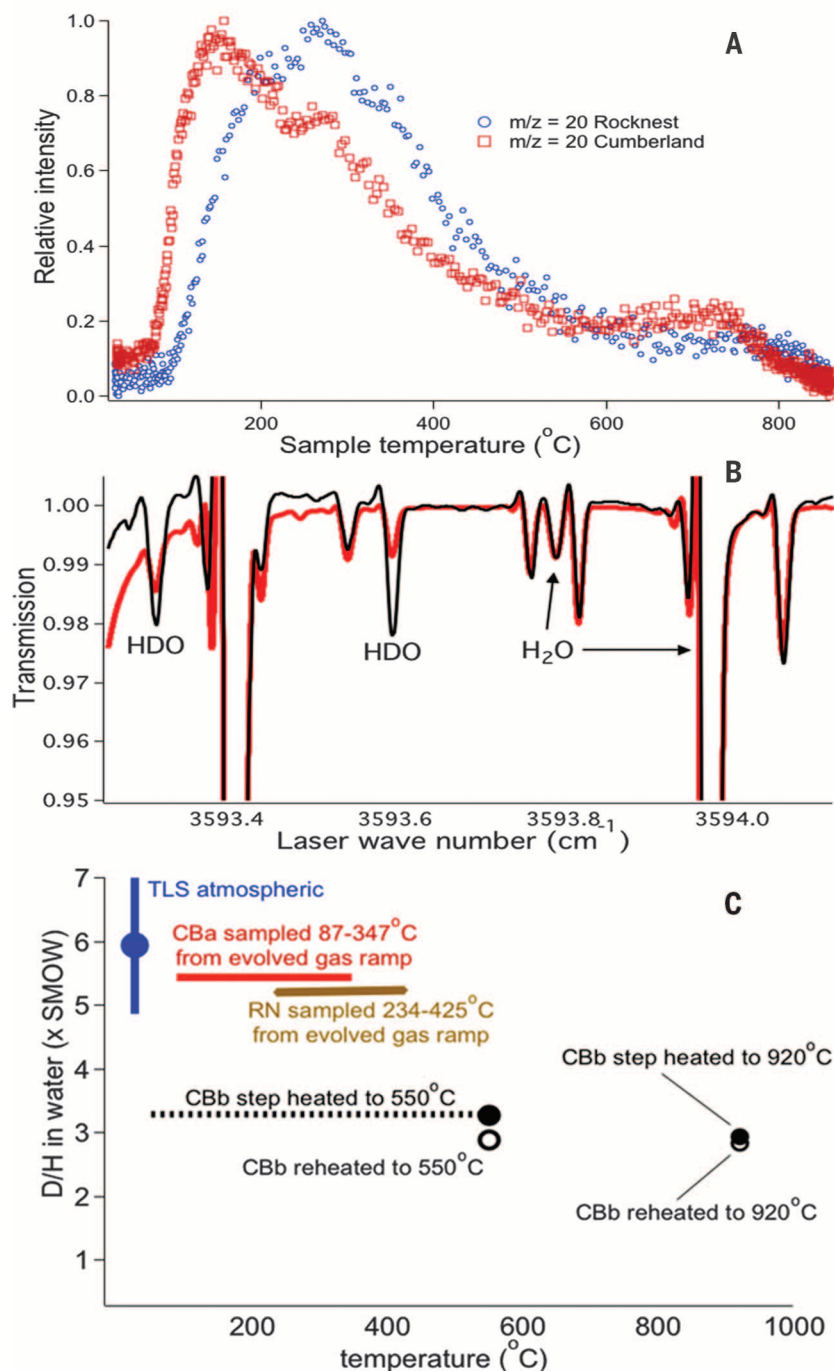 1.0
A
0.8
m/z = 20 Rocknest
m/z = 20 Cumberland
0.6
Relative intensity
0.4
0.2
0.0
200 400 600 800
Sample temperature (°C)
B
1.00
0.99
0.98
HDO HDO H₂O
Transmission
0.97
0.96
0.95
3593.4 3593.6 3593.8 3594.0
Laser wave number (cm⁻¹)
7
C
TLS atmospheric
CBa sampled 87-347°C
from evolved gas ramp
6
5
RN sampled 234-425°C
from evolved gas ramp
D/H in water (x SMOW)
4
CBb step heated to 920°C
CBb step heated to 550°C
3
CBb reheated to 550°C
2
CBb reheated to 920°C
1
200 400 600 800 1000
temperature (°C)